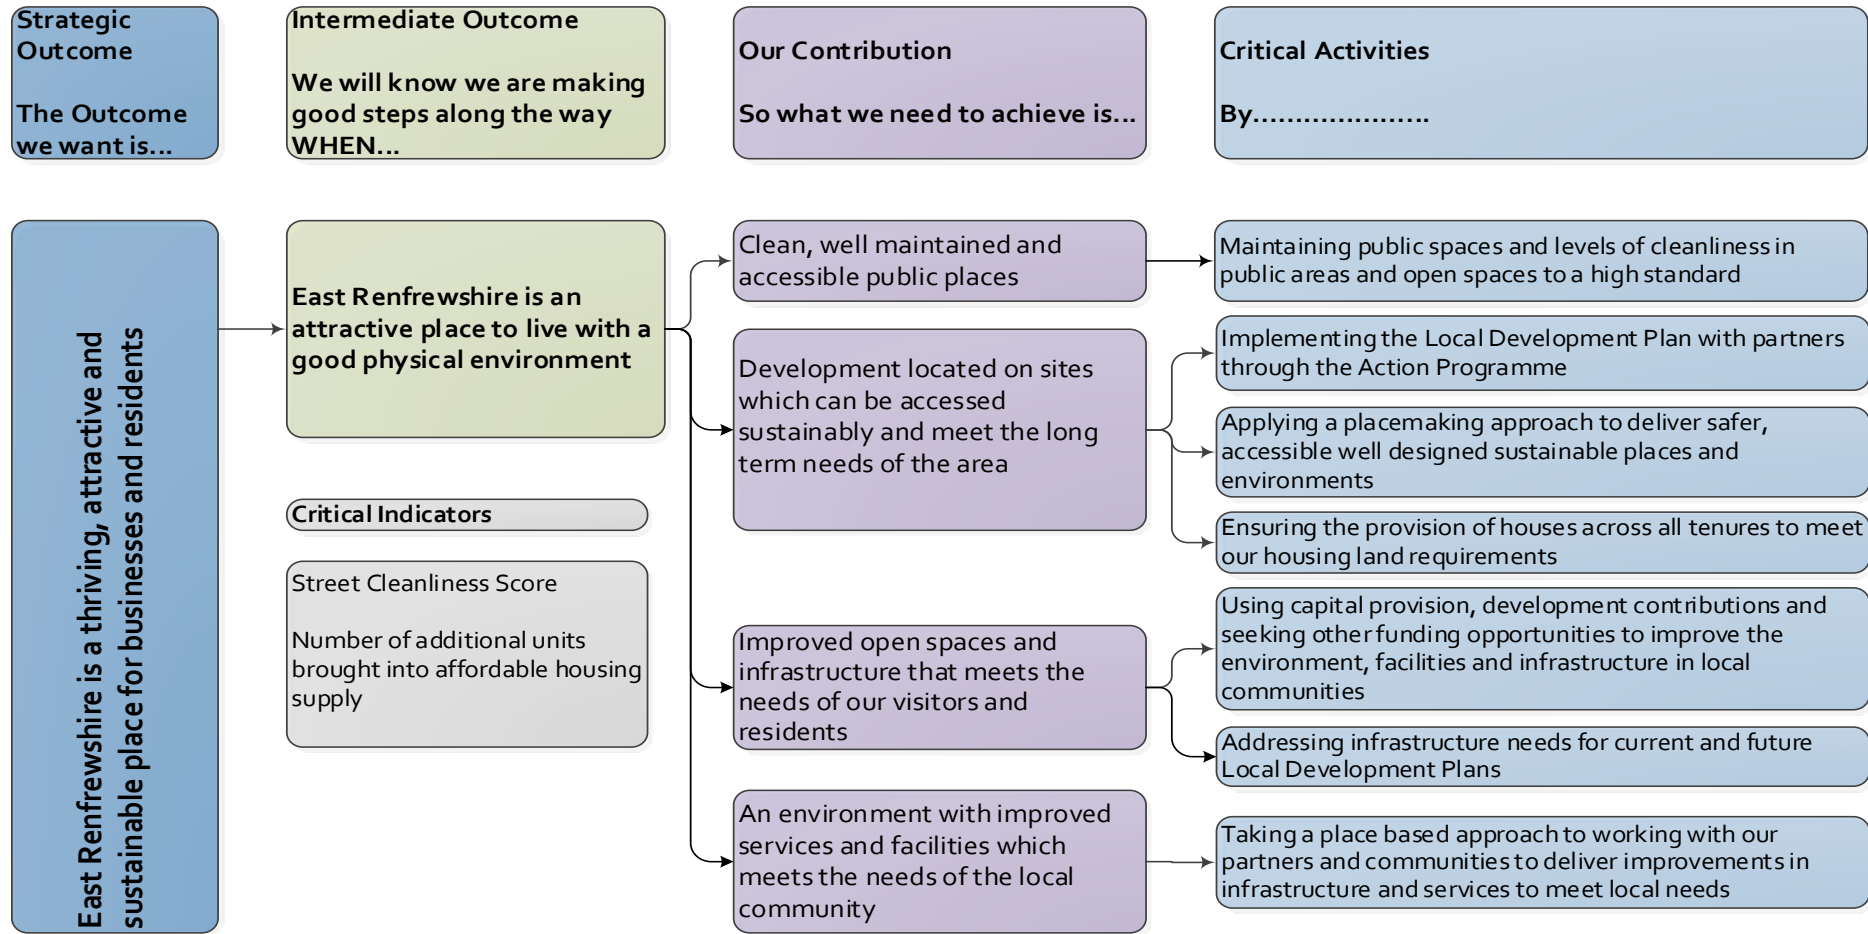 Strategic
Outcome
The Outcome
we want is...
Intermediate Outcome
We will know we are making
good steps along the way
WHEN...
Our Contribution
So what we need to achieve is...
Critical Activities
By.....................
East Renfrewshire is a thriving, attractive and
sustainable place for businesses and residents
East Renfrewshire is an
attractive place to live with a
good physical environment
Critical Indicators
Street Cleanliness Score
Number of additional units
brought into affordable housing
supply
Clean, well maintained and
accessible public places
Development located on sites
which can be accessed
sustainably and meet the long
term needs of the area
Improved open spaces and
infrastructure that meets the
needs of our visitors and
residents
An environment with improved
services and facilities which
meets the needs of the local
community
Maintaining public spaces and levels of cleanliness in
public areas and open spaces to a high standard
Implementing the Local Development Plan with partners
through the Action Programme
Applying a placemaking approach to deliver safer,
accessible well designed sustainable places and
environments
Ensuring the provision of houses across all tenures to meet
our housing land requirements
Using capital provision, development contributions and
seeking other funding opportunities to improve the
environment, facilities and infrastructure in local
communities
Addressing infrastructure needs for current and future
Local Development Plans
Taking a place based approach to working with our
partners and communities to deliver improvements in
infrastructure and services to meet local needs